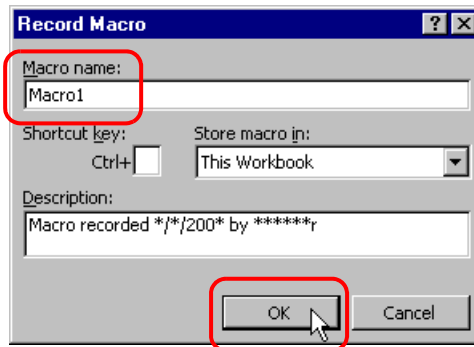 Record Macro
Macro name:
Macro1
Shortcut key: Store macro in:
Ctrl+ This Workbook
Description:
Macro recorded */*/200* by ******r
OK Cancel